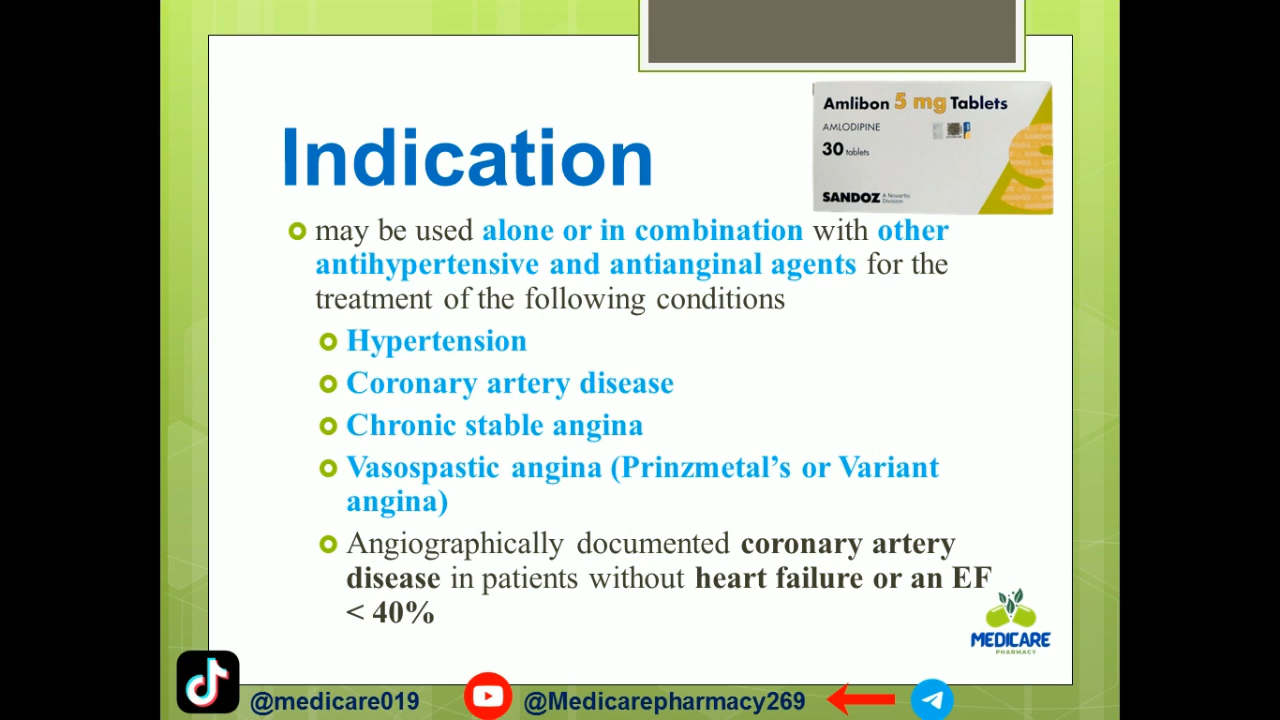 Amlibon 5 mg Tablets
AMLODIPINE
30 tablets
SANDOZ A Novartis
Division
Indication
may be used alone or in combination with other
antihypertensive and antianginal agents for the
treatment of the following conditions
Hypertension
Coronary artery disease
Chronic stable angina
Vasospastic angina (Prinzmetal’s or Variant
angina)
Angiographically documented coronary artery
disease in patients without heart failure or an EF
< 40%
MEDICARE
PHARMACY
@medicare019
@Medicarepharmacy269